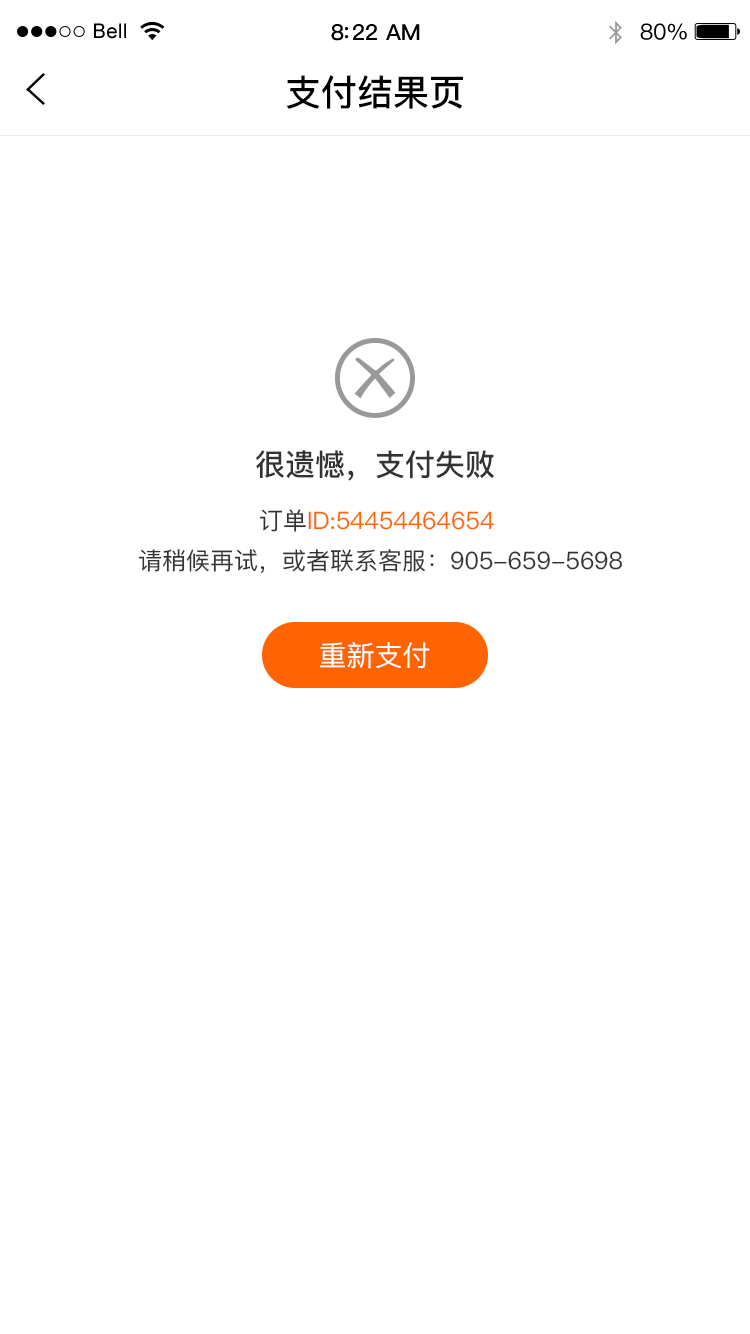 Bell 8:22 AM 80%
支付结果页
很遗憾，支付失败
订单ID:54454464654
请稍候再试，或者联系客服：905-659-5698
重新支付